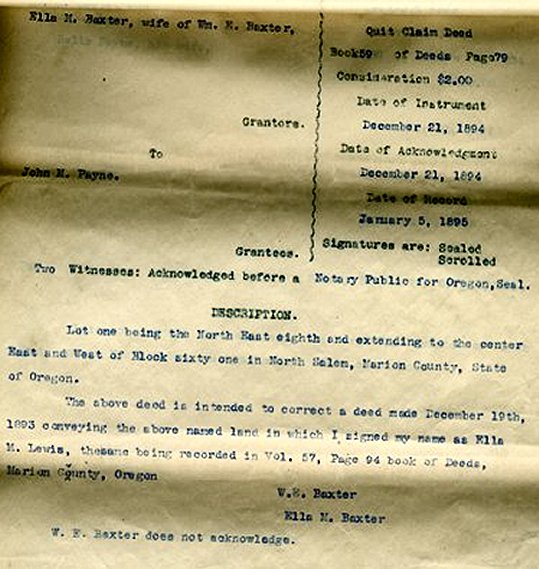 Ella M. Baxter, wife of Wm. E. Baxter,
Grantors.
To
John M. Payne.
Grantees.
Quit Claim Deed
Book59 of Deeds Page79
Consideration $2.00
Date of Instrument
December 21, 1894
Date of Acknowledgment
December 21, 1894
Date of Record
January 5, 1895
Signatures are: Sealed
Scrolled
Two Witnesses: Acknowledged before a Notary Public for Oregon,Seal.
DESCRIPTION.
Lot one being the North East eighth and extending to the center
East and West of Block sixty one in North Salem, Marion County, State
of Oregon.
The above deed is intended to correct a deed made December 19th,
1893 conveying the above named land in which I signed my name as Ella
M. Lewis, thesame being recorded in Vol. 57, Page 94 book of Deeds,
Marion County, Oregon
W.E. Baxter
Ella M. Baxter
W. E. Baxter does not acknowledge.